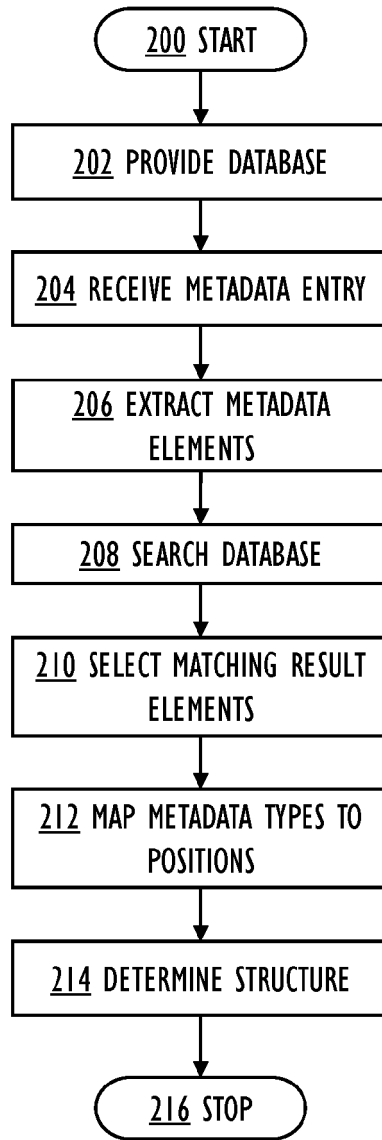 200 START
202 PROVIDE DATABASE
204 RECEIVE METADATA ENTRY
206 EXTRACT METADATA
ELEMENTS
208 SEARCH DATABASE
210 SELECT MATCHING RESULT
ELEMENTS
212 MAP METADATA TYPES TO
POSITIONS
214 DETERMINE STRUCTURE
216 STOP